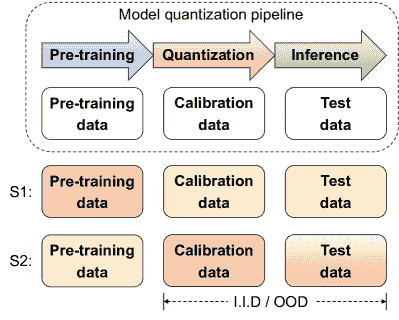 Model quantization pipeline
Pre-training Quantization Inference
Pre-training data Calibration data Test data
S1: Pre-training data Calibration data Test data
S2: Pre-training data Calibration data Test data
I.I.D / OOD